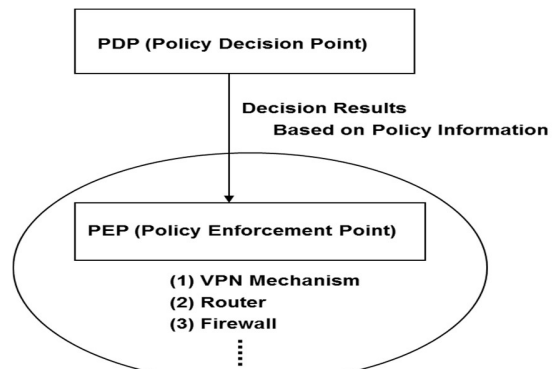 PDP (Policy Decision Point)
Decision Results
Based on Policy Information
PEP (Policy Enforcement Point)
(1) VPN Mechanism
(2) Router
(3) Firewall